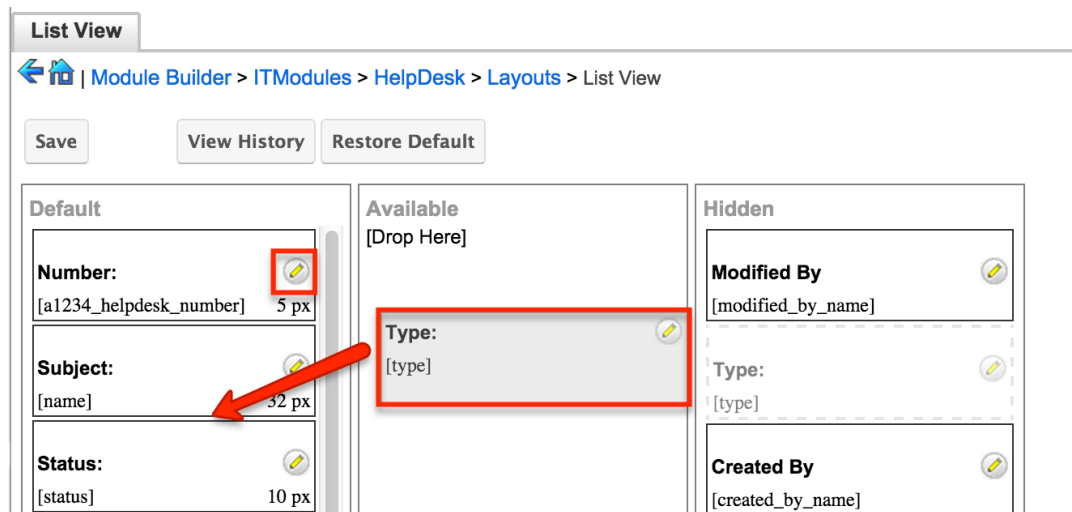 List View
| Module Builder > ITModules > HelpDesk > Layouts > List View
Save View History Restore Default
Default
Number:
[a1234_helpdesk_number] 5 px
Subject:
[name] 32 px
Status:
[status] 10 px
Available
[Drop Here]
Type:
[type]
Hidden
Modified By
[modified_by_name]
Type:
[type]
Created By
[created_by_name]